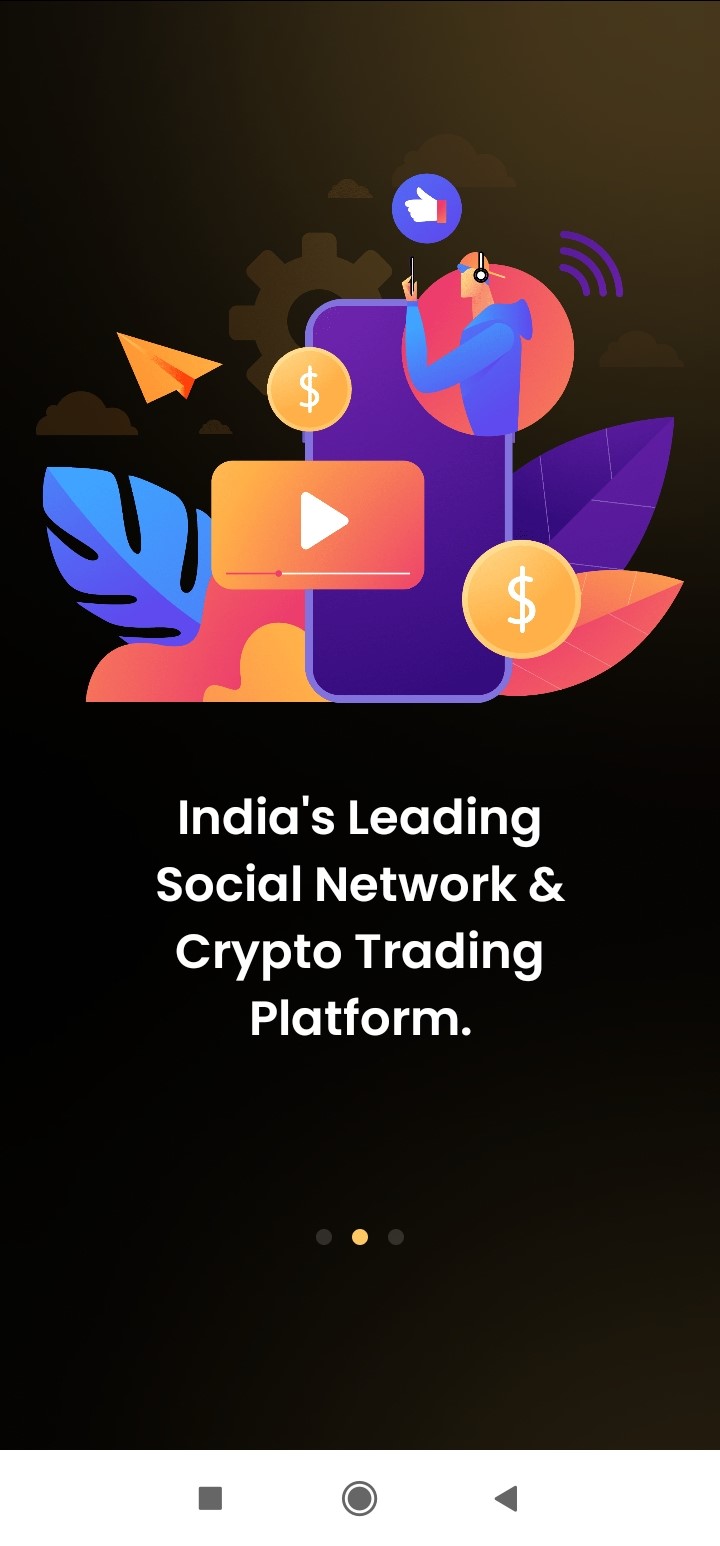 $
$
India's Leading
Social Network &
Crypto Trading
Platform.